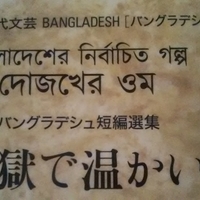 代文芸 BANGLADESH [バングラデシ
লাদেশের নির্বাচিত গল্প
দোজখের ওম
バングラデシュ短編選集
獄で温かい